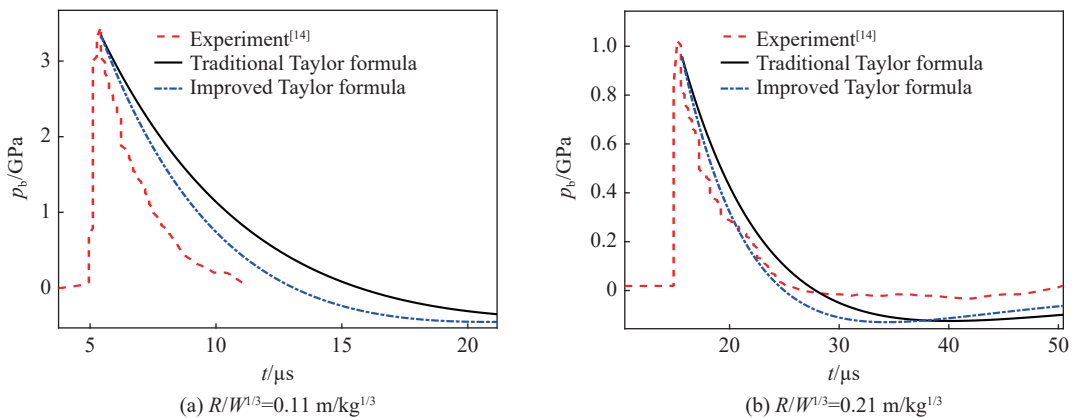 Experiment[14]
Traditional Taylor formula
Improved Taylor formula
3
2
1
0
pb/GPa
5
10
15
20
t/μs
(a) R/W1/3=0.11 m/kg1/3
Experiment[14]
Traditional Taylor formula
Improved Taylor formula
1.0
0.8
0.6
0.4
0.2
0
pb/GPa
20
30
40
50
t/μs
(b) R/W1/3=0.21 m/kg1/3